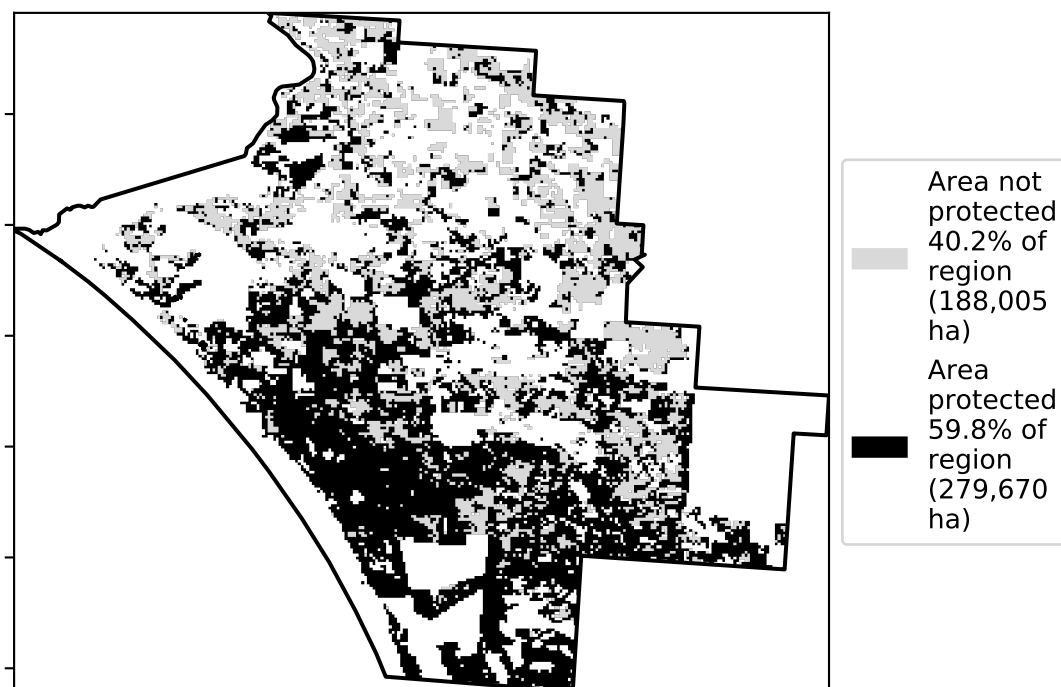 Area not
protected
40.2% of
region
(188,005
ha)
Area
protected
59.8% of
region
(279,670
ha)